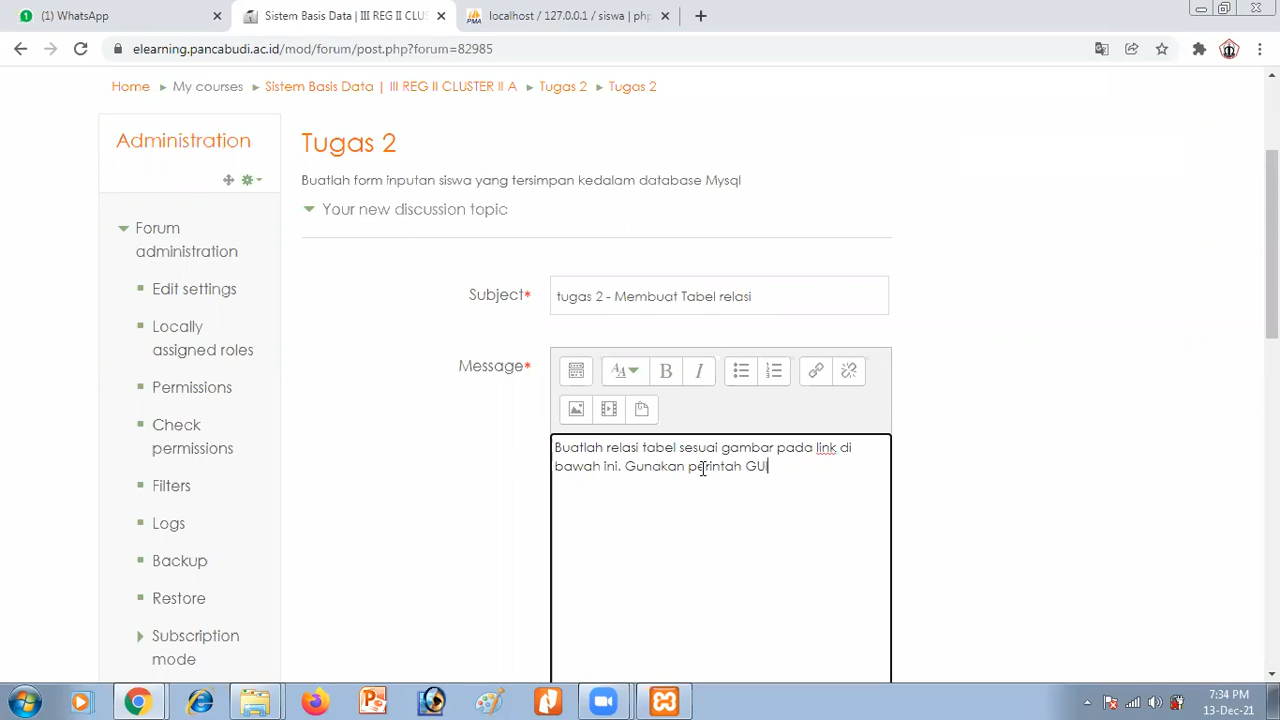 (1) WhatsApp
Sistem Basis Data | III REG II CLUS
localhost / 127.0.0.1 / siswa | php
elearning.pancabudi.ac.id/mod/forum/post.php?forum=82985
Home ► My courses ► Sistem Basis Data | III REG II CLUSTER II A ► Tugas 2 ► Tugas 2
Administration
Forum
administration
Edit settings
Locally
assigned roles
Permissions
Check
permissions
Filters
Logs
Backup
Restore
Subscription
mode
Tugas 2
Buatlah form inputan siswa yang tersimpan kedalam database Mysql
Your new discussion topic
Subject*
tugas 2 - Membuat Tabel relasi
Message*
Buatlah relasi tabel sesuai gambar pada link di
bawah ini. Gunakan perintah GUI
7:34 PM
13-Dec-21